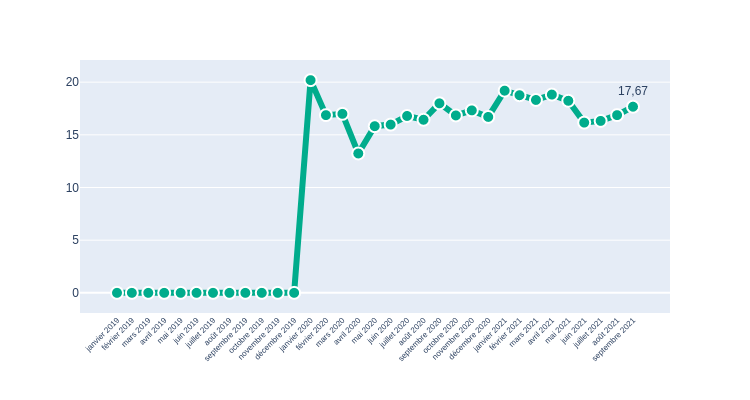 20
15
10
5
0
17,67
janvier 2019
février 2019
mars 2019
avril 2019
mai 2019
juin 2019
juillet 2019
août 2019
septembre 2019
octobre 2019
novembre 2019
décembre 2019
janvier 2020
février 2020
mars 2020
avril 2020
mai 2020
juin 2020
juillet 2020
août 2020
septembre 2020
octobre 2020
novembre 2020
décembre 2020
janvier 2021
février 2021
mars 2021
avril 2021
mai 2021
juin 2021
juillet 2021
août 2021
septembre 2021